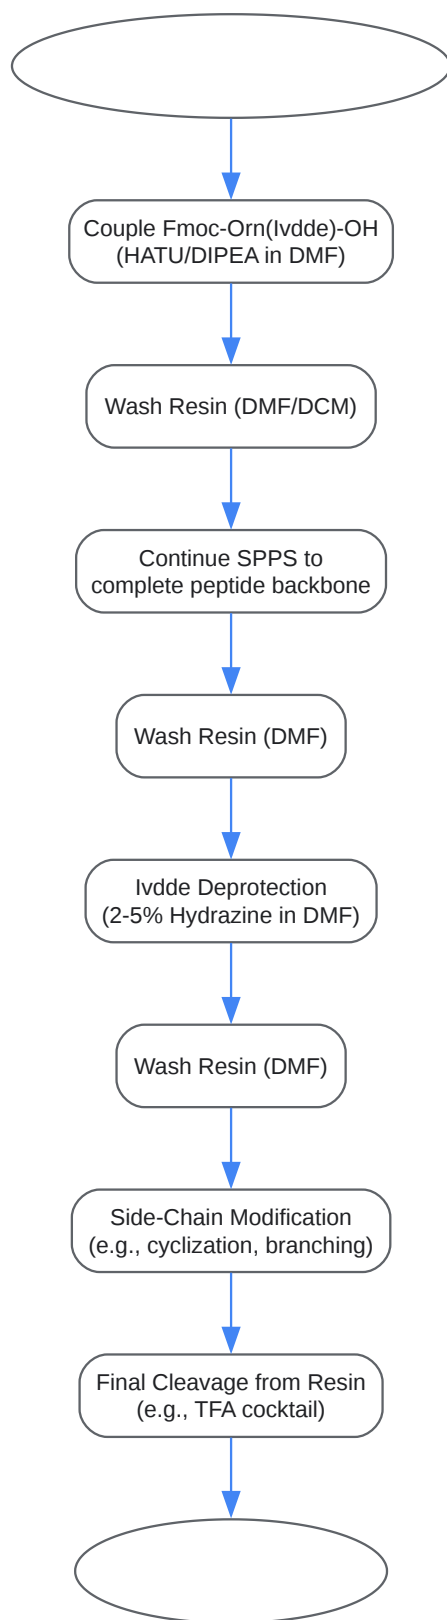 Couple Fmoc-Orn(Ivdde)-OH
(HATU/DIPEA in DMF)
Wash Resin (DMF/DCM)
Continue SPPS to
complete peptide backbone
Wash Resin (DMF)
Ivdde Deprotection
(2-5% Hydrazine in DMF)
Wash Resin (DMF)
Side-Chain Modification
(e.g., cyclization, branching)
Final Cleavage from Resin
(e.g., TFA cocktail)